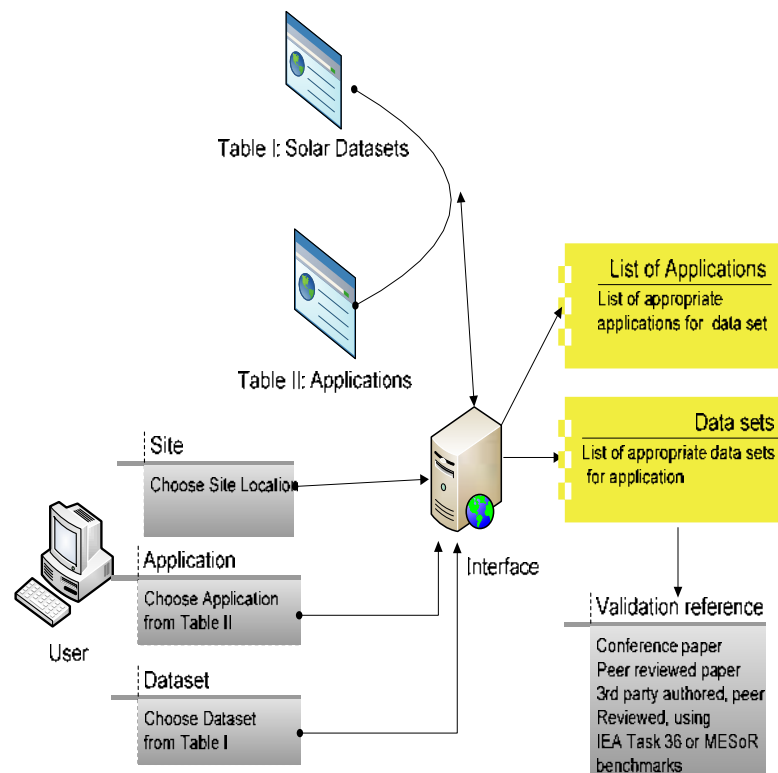 Table I: Solar Datasets
Table II: Applications
List of Applications
List of appropriate
applications for data set
Data sets
List of appropriate data sets
for application
Site
Choose Site Location
Application
Choose Application
from Table II
Dataset
Choose Dataset
from Table I
User
Interface
Validation reference
Conference paper
Peer reviewed paper
3rd party authored, peer
Reviewed, using
IEA Task 36 or MESoR
benchmarks